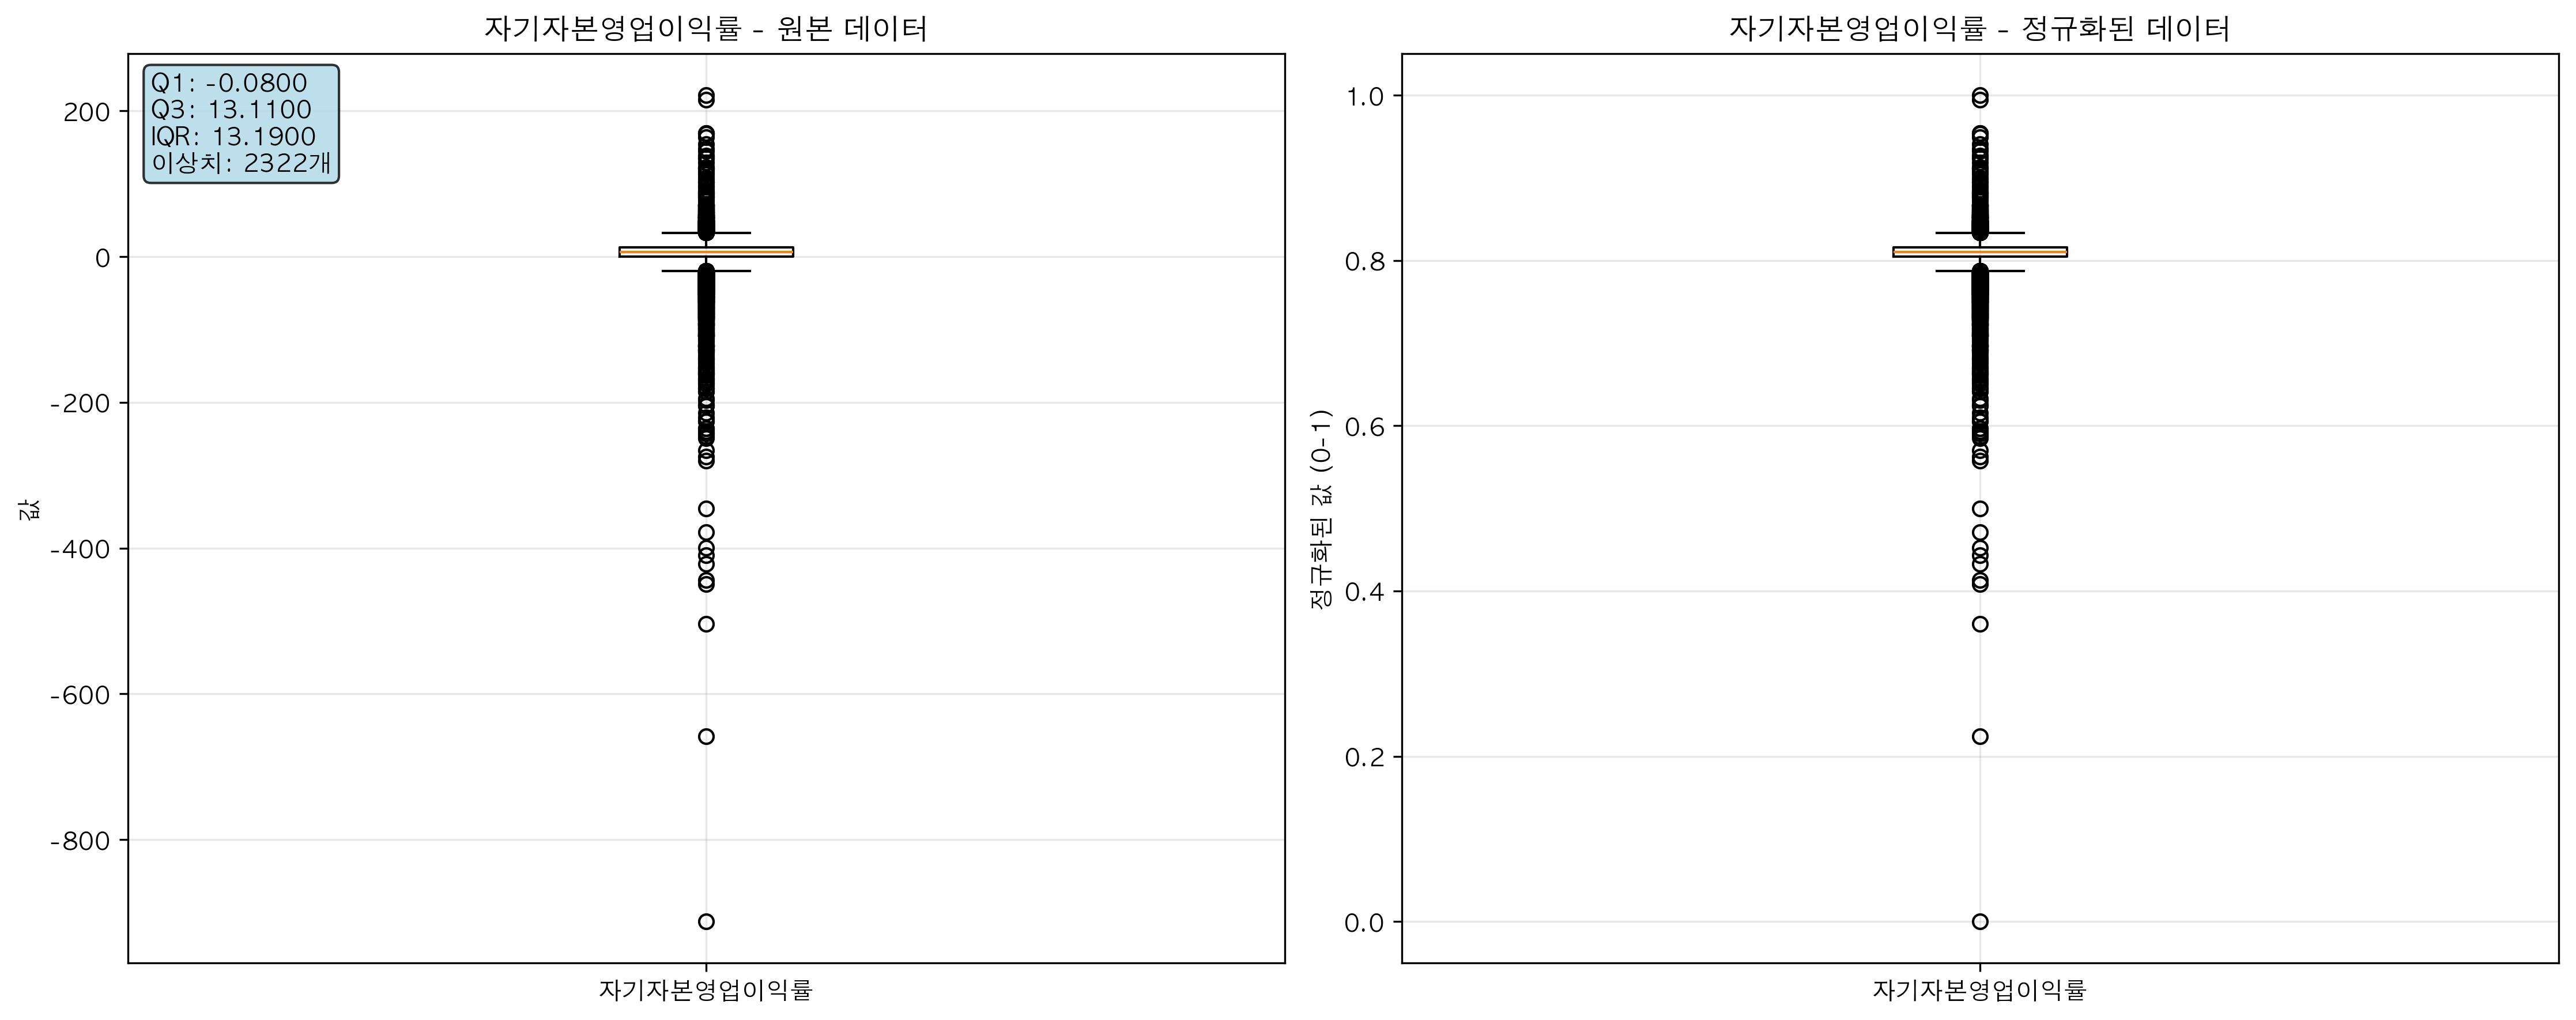 자기자본영업이익률 - 원본 데이터
Q1: -0.0800
Q3: 13.1100
IQR: 13.1900
이상치: 2322개
200
0
-200
-400
-600
-800
값
자기자본영업이익률
자기자본영업이익률 - 정규화된 데이터
1.0
0.8
0.6
0.4
0.2
0.0
정규화된 값 (0-1)
자기자본영업이익률